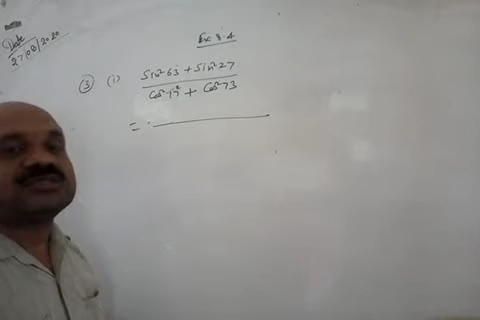 Date
27/08/2020
Ex 8.4
③ (i) Sin²63 + Sin²27
Cos²17 + Cos²73
=